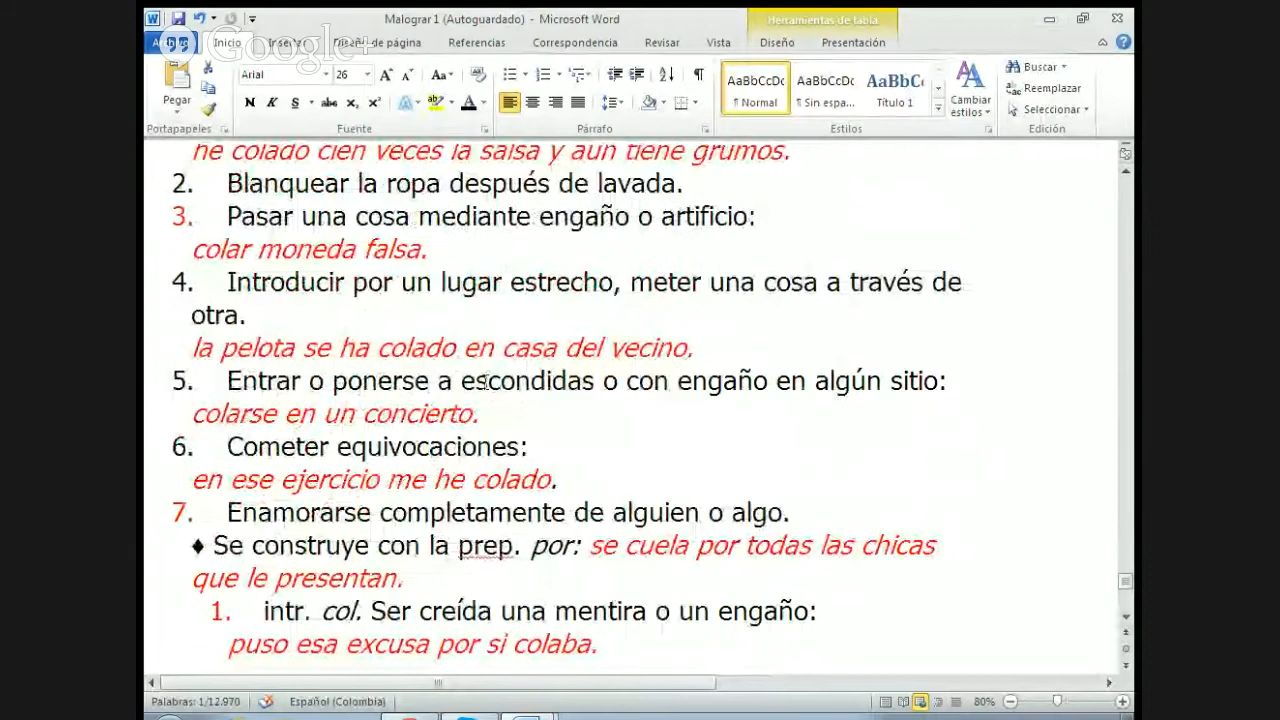 Malograr 1 (Autoguardado) - Microsoft Word
Herramientas de tabla
Archivo Inicio Insertar Diseño de página Referencias Correspondencia Revisar Vista Diseño Presentación
Google+
Arial 26
Pegar
N K S abc x₂ x²
AaBbCcDc AaBbCcDc AaBbC
¶ Normal ¶ Sin espa... Título 1
Cambiar estilos
Buscar
Reemplazar
Seleccionar
Portapapeles Fuente Párrafo Estilos Edición
he colado cien veces la salsa y aún tiene grumos.
2. Blanquear la ropa después de lavada.
3. Pasar una cosa mediante engaño o artificio:
colar moneda falsa.
4. Introducir por un lugar estrecho, meter una cosa a través de
otra.
la pelota se ha colado en casa del vecino.
5. Entrar o ponerse a escondidas o con engaño en algún sitio:
colarse en un concierto.
6. Cometer equivocaciones:
en ese ejercicio me he colado.
7. Enamorarse completamente de alguien o algo.
♦ Se construye con la prep. por: se cuela por todas las chicas
que le presentan.
1. intr. col. Ser creída una mentira o un engaño:
puso esa excusa por si colaba.
Palabras: 1/12.970 Español (Colombia) 80%